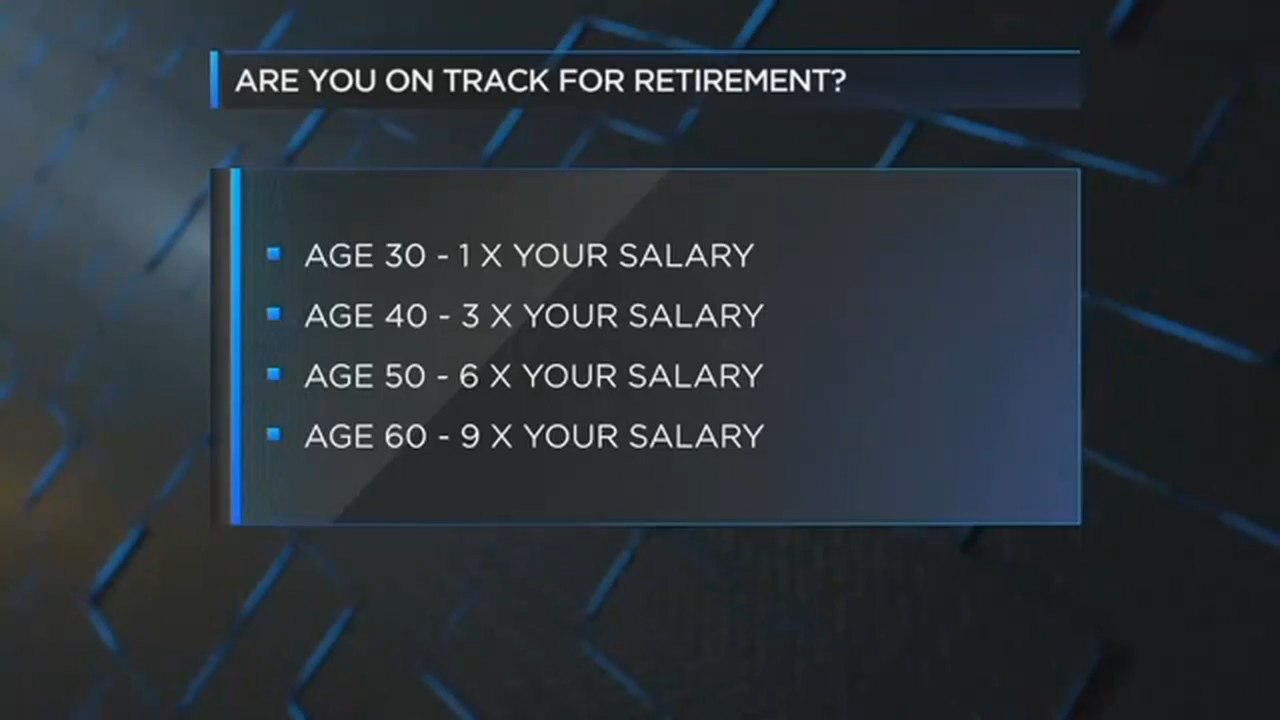 ARE YOU ON TRACK FOR RETIREMENT?
AGE 30 - 1 X YOUR SALARY
AGE 40 - 3 X YOUR SALARY
AGE 50 - 6 X YOUR SALARY
AGE 60 - 9 X YOUR SALARY